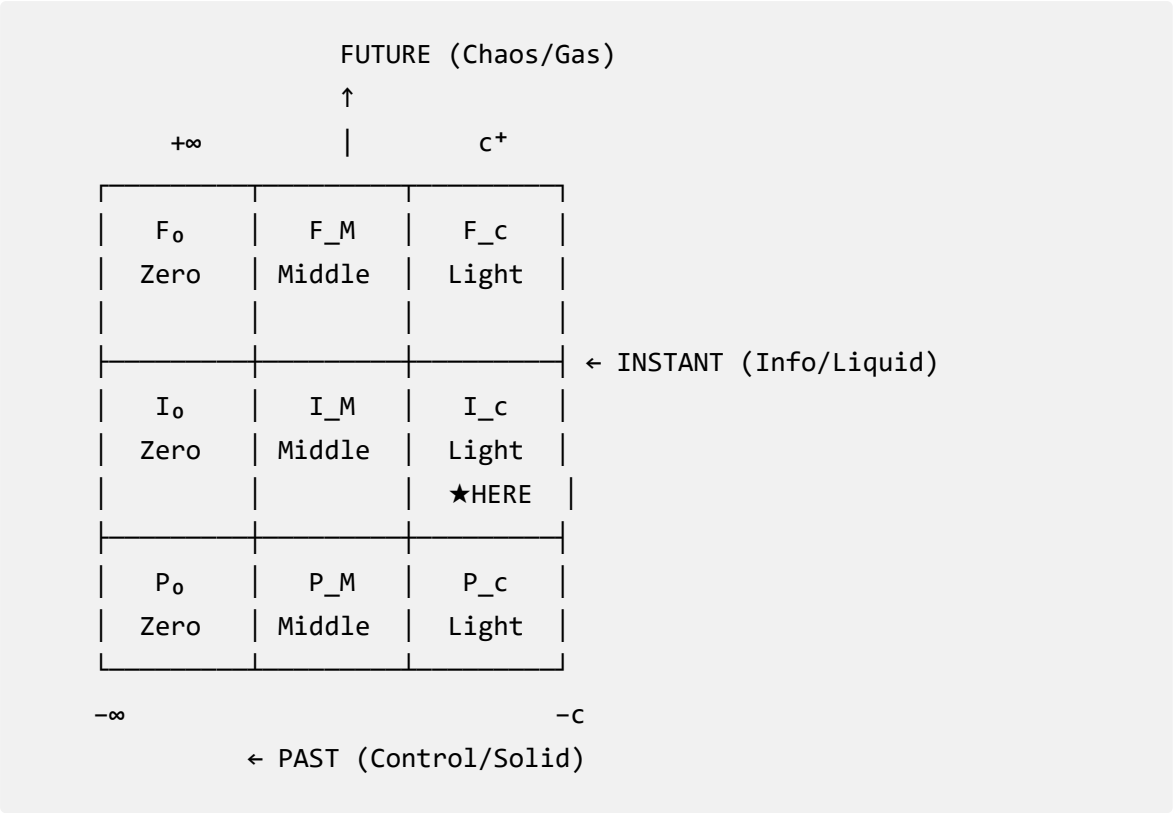 FUTURE (Chaos/Gas)
↑
+∞ | c⁺
F₀ F_M F_c
Zero Middle Light
← INSTANT (Info/Liquid)
I₀ I_M I_c
Zero Middle Light
★HERE
P₀ P_M P_c
Zero Middle Light
-∞ -c
← PAST (Control/Solid)